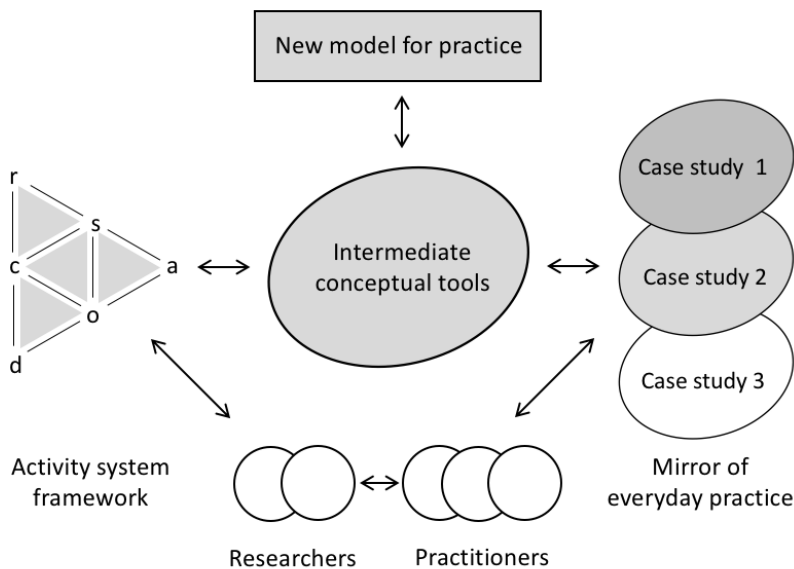 New model for practice
r
s
c
a
o
d
Intermediate
conceptual tools
Case study 1
Case study 2
Case study 3
Activity system
framework
Researchers
Practitioners
Mirror of
everyday practice